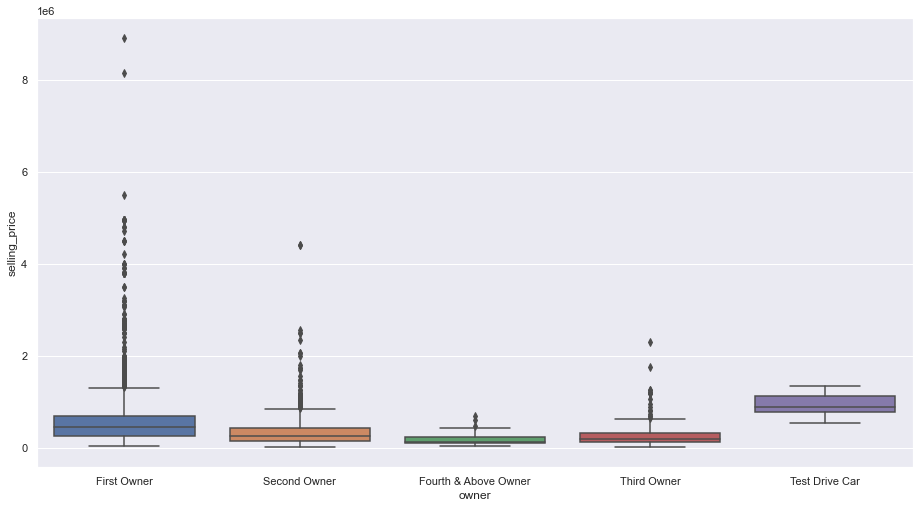 1e6
8
6
4
2
0
selling_price
First Owner
Second Owner
Fourth & Above Owner
Third Owner
Test Drive Car
owner